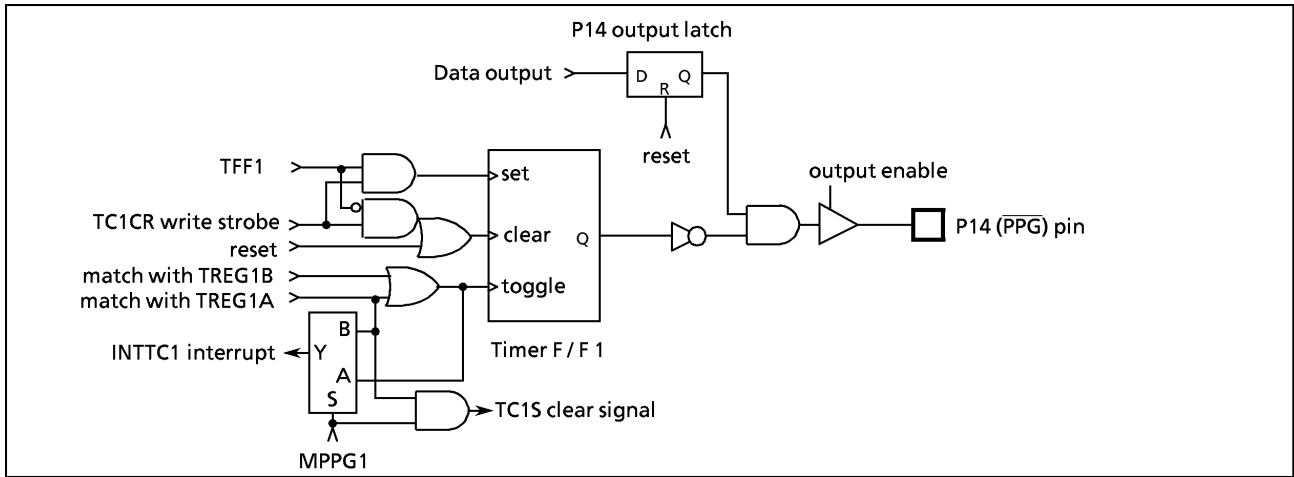 P14 output latch
Data output
D
Q
R
reset
output enable
TFF1
set
TC1CR write strobe
P14 (P̅P̅G̅) pin
reset
clear
Q
match with TREG1B
match with TREG1A
toggle
B
INTTC1 interrupt
Y
Timer F / F 1
A
S
TC1S clear signal
MPPG1